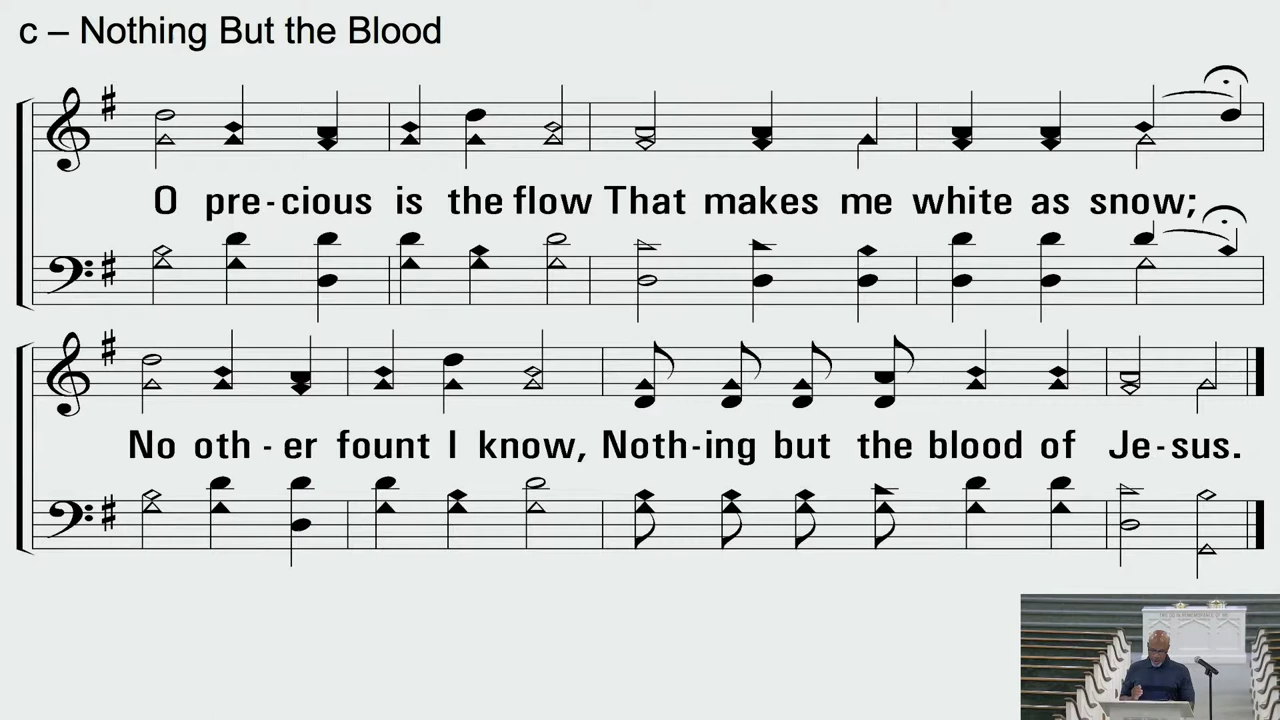 c – Nothing But the Blood
O pre-cious is the flow That makes me white as snow;
No oth-er fount I know, Noth-ing but the blood of Je-sus.